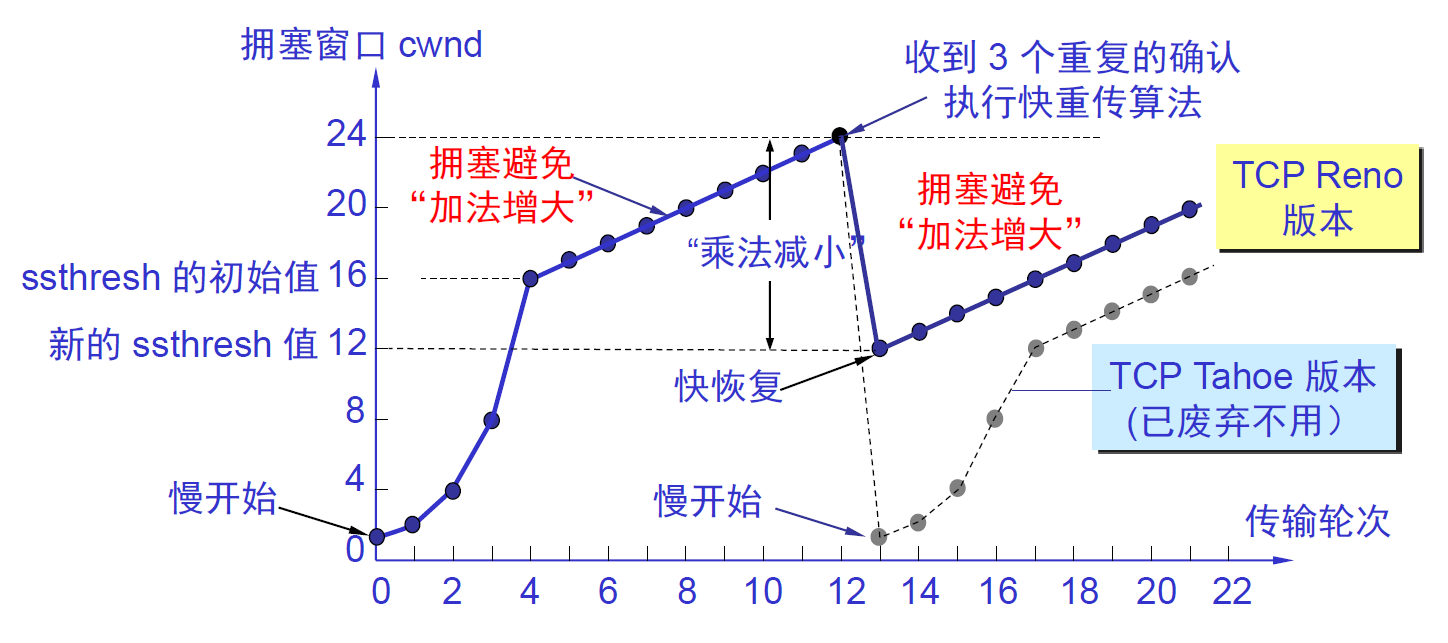 拥塞窗口 cwnd
收到 3 个重复的确认
执行快重传算法
24
拥塞避免
“加法增大”
拥塞避免
“加法增大”
TCP Reno
版本
20
“乘法减小”
ssthresh 的初始值 16
新的 ssthresh 值 12
快恢复
TCP Tahoe 版本
(已废弃不用）
8
4
慢开始
慢开始
传输轮次
0
0 2 4 6 8 10 12 14 16 18 20 22